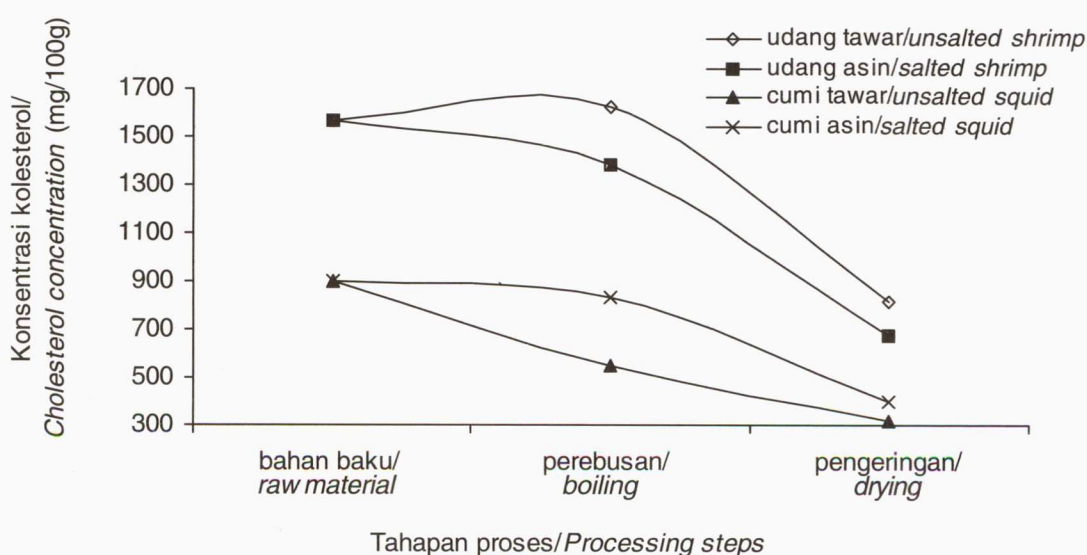 udang tawar/unsalted shrimp
udang asin/salted shrimp
cumi tawar/unsalted squid
cumi asin/salted squid
Konsentrasi kolesterol/
Cholesterol concentration (mg/100g)
1700
1500
1300
1100
900
700
500
300
bahan baku/
raw material
perebusan/
boiling
pengeringan/
drying
Tahapan proses/Processing steps